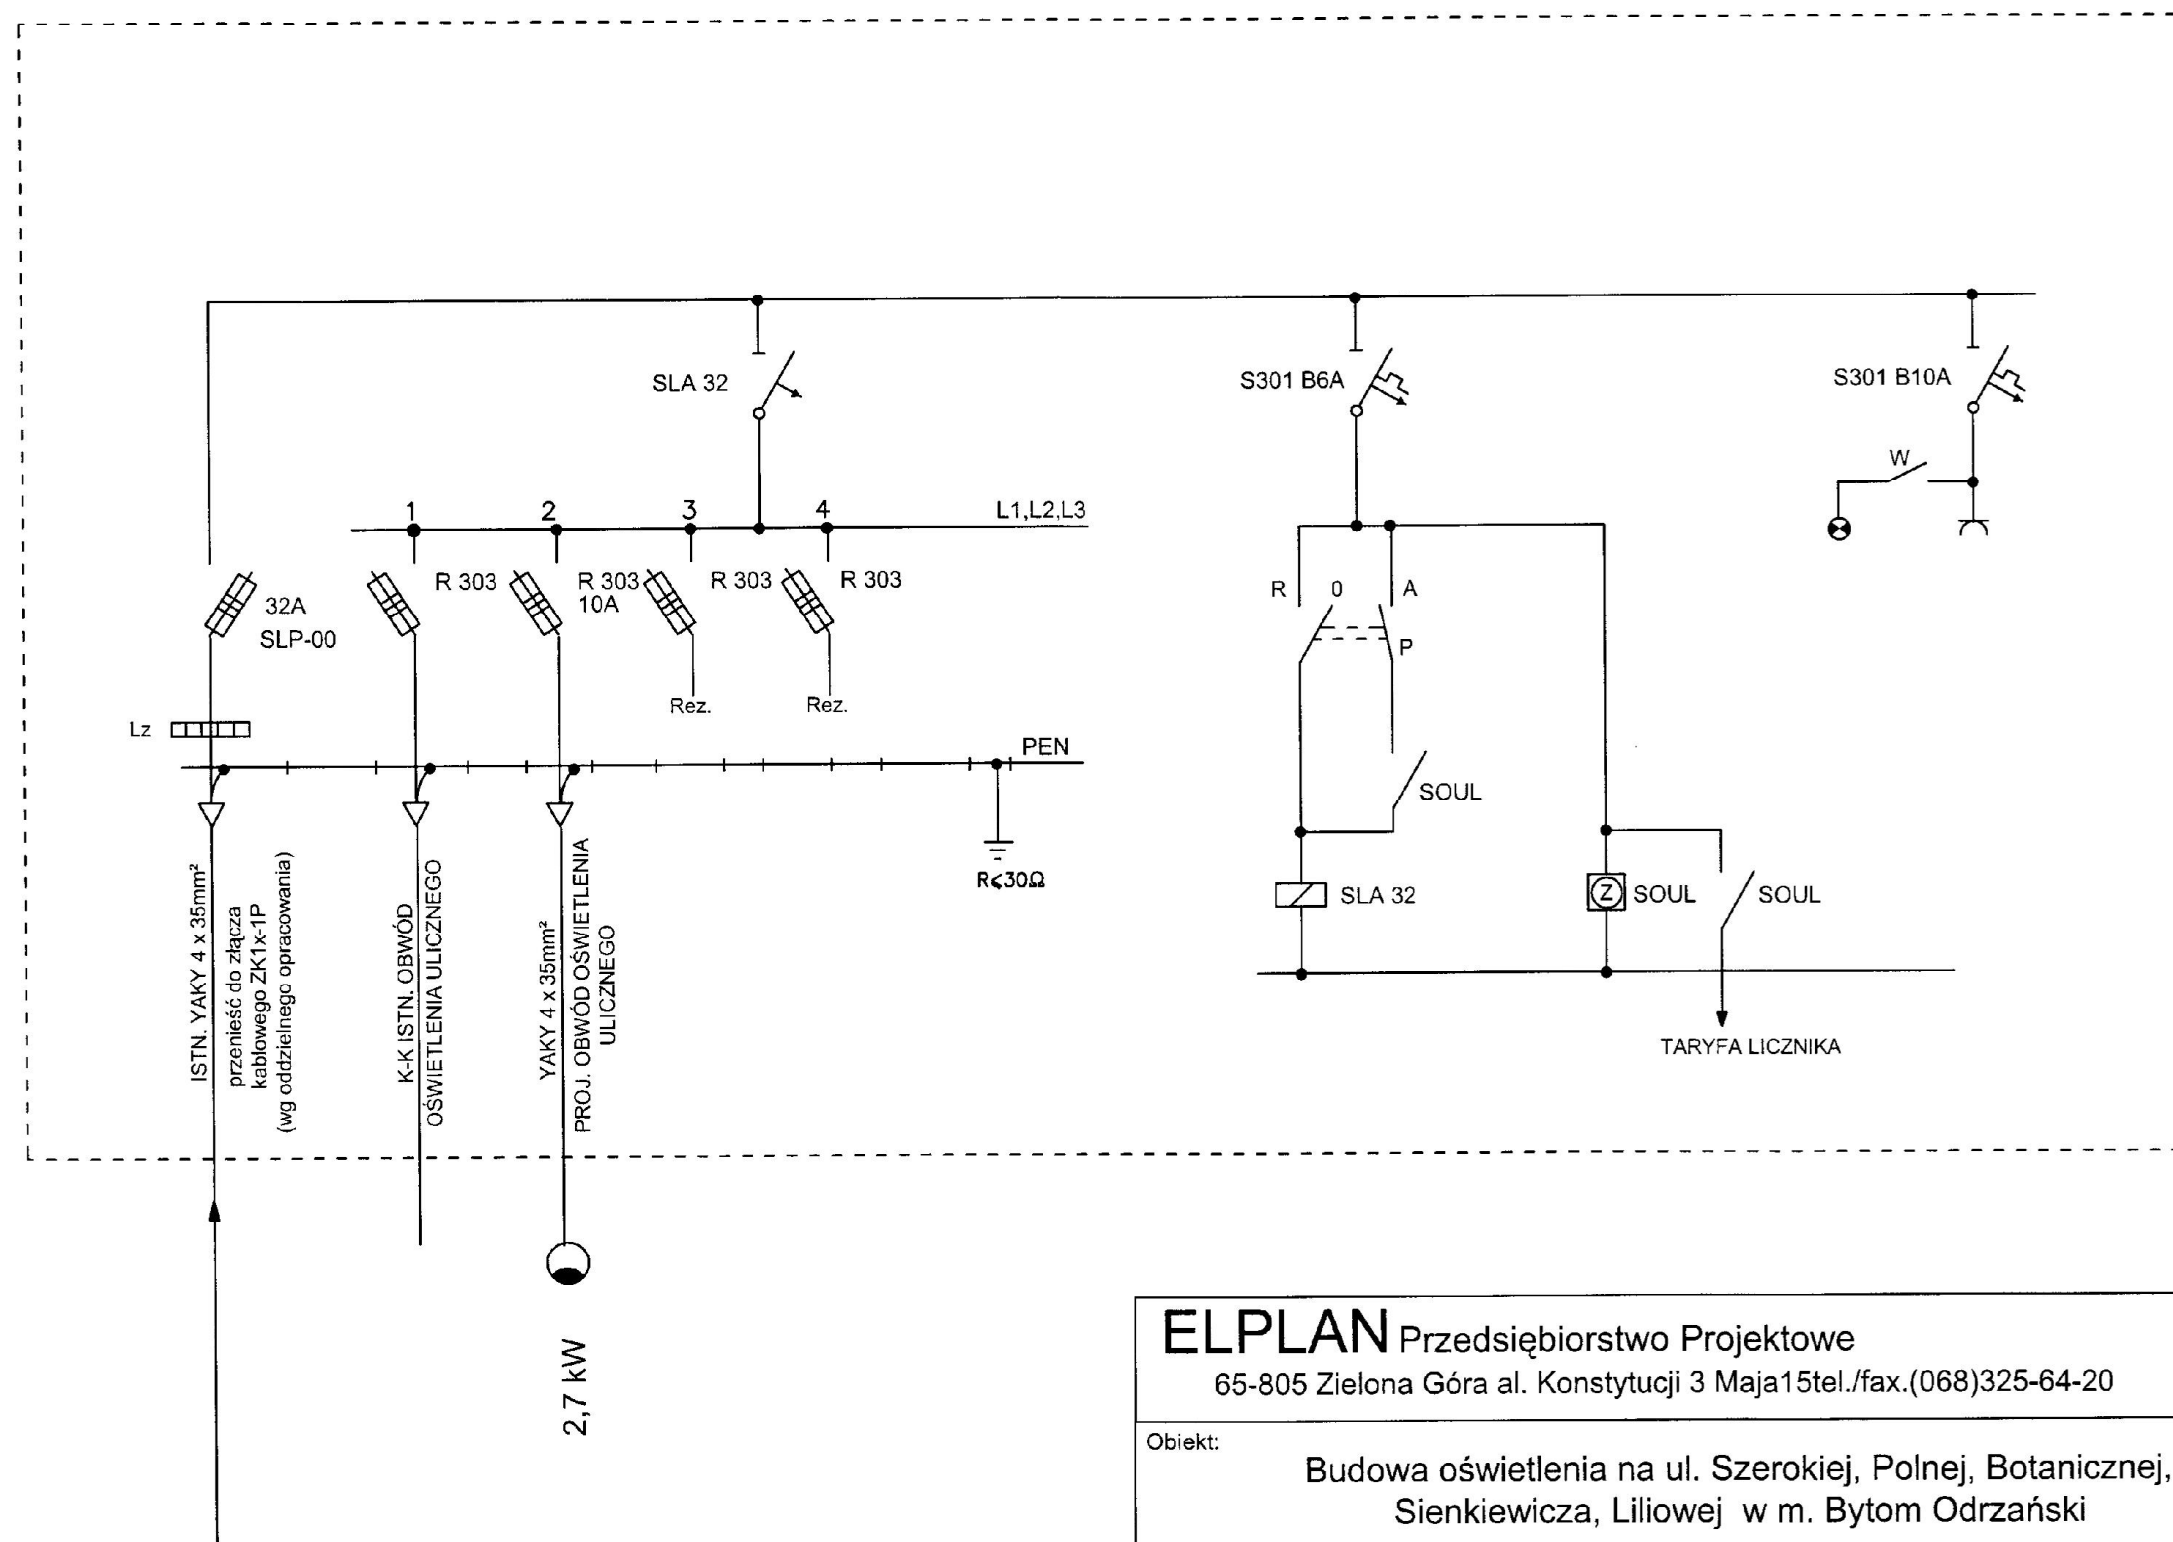 SLA 32
S301 B6A
S301 B10A
W
1
2
3
4
L1,L2,L3
32A
SLP-00
R 303
R 303
10A
R 303
R 303
Rez.
Rez.
R
0
A
P
Lz
PEN
R⩽30Ω
SOUL
SLA 32
Z
SOUL
SOUL
TARYFA LICZNIKA
ISTN. YAKY 4 x 35mm²
przenieść do złącza
kablowego ZK1x-1P
(wg oddzielnego opracowania)
K-K ISTN. OBWÓD
OŚWIETLENIA ULICZNEGO
YAKY 4 x 35mm²
PROJ. OBWÓD OŚWIETLENIA
ULICZNEGO
2,7 kW
ELPLAN Przedsiębiorstwo Projektowe
65-805 Zielona Góra al. Konstytucji 3 Maja15tel./fax.(068)325-64-20
Obiekt:
Budowa oświetlenia na ul. Szerokiej, Polnej, Botanicznej,
Sienkiewicza, Liliowej w m. Bytom Odrzański